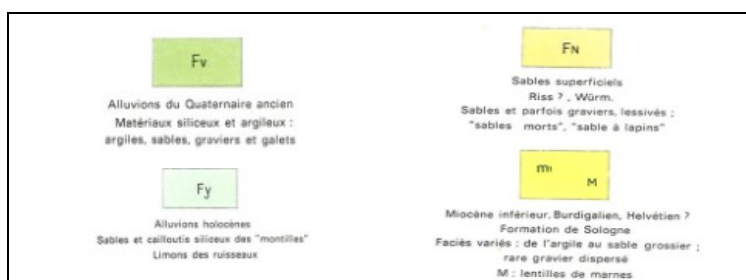 Fv
Alluvions du Quaternaire ancien
Matériaux siliceux et argileux :
argiles, sables, graviers et galets
Fy
Alluvions holocènes
Sables et cailloutis siliceux des "montilles"
Limons des ruisseaux
FN
Sables superficiels
Riss ? , Würm.
Sables et parfois graviers, lessivés ;
"sables morts", "sable à lapins"
m1
M
Miocène inférieur, Burdigalien, Helvétien ?
Formation de Sologne
Faciès variés : de l'argile au sable grossier ;
rare gravier dispersé
M : lentilles de marnes